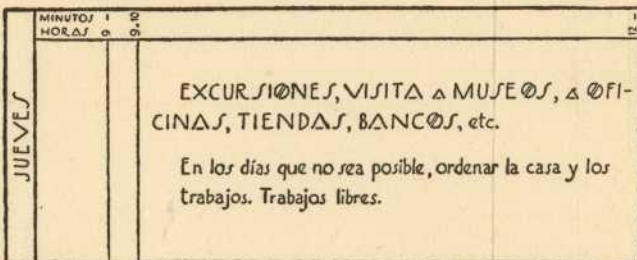 MINUTOS
HORAS 9 – 9,10 12 –
JUEVES
EXCURSIONES, VISITA A MUSEOS, A OFI-
CINAS, TIENDAS, BANCOS, etc.
En los días que no sea posible, ordenar la casa y los
trabajos. Trabajos libres.